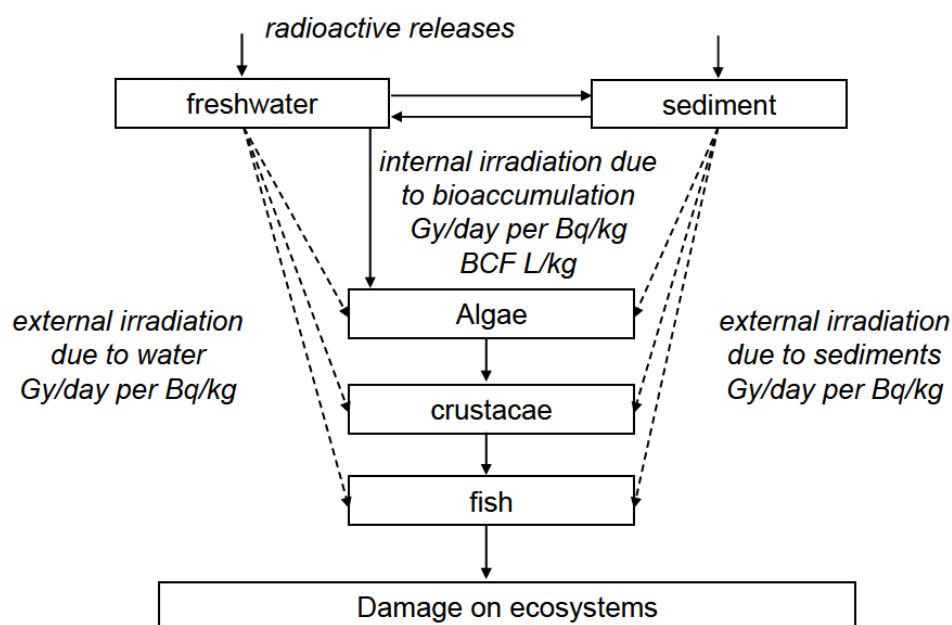 radioactive releases
freshwater
sediment
internal irradiation due
to bioaccumulation
Gy/day per Bq/kg
BCF L/kg
external irradiation
due to water
Gy/day per Bq/kg
Algae
external irradiation
due to sediments
Gy/day per Bq/kg
crustacae
fish
Damage on ecosystems